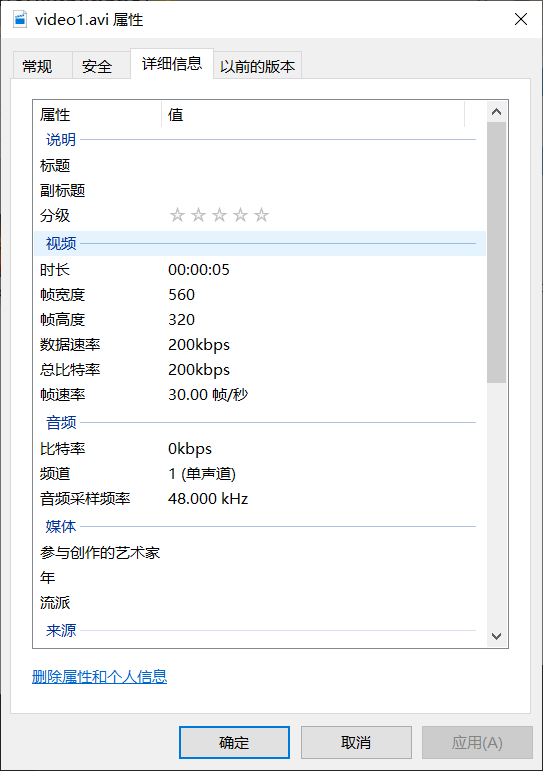 video1.avi 属性
常规 安全 详细信息 以前的版本
属性 值
说明
标题
副标题
分级
视频
时长 00:00:05
帧宽度 560
帧高度 320
数据速率 200kbps
总比特率 200kbps
帧速率 30.00 帧/秒
音频
比特率 0kbps
频道 1 (单声道)
音频采样频率 48.000 kHz
媒体
参与创作的艺术家
年
流派
来源
删除属性和个人信息
确定 取消 应用(A)